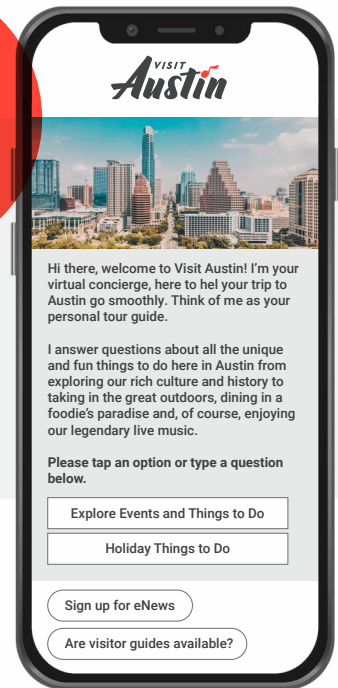 VISIT
Austin
Hi there, welcome to Visit Austin! I'm your
virtual concierge, here to hel your trip to
Austin go smoothly. Think of me as your
personal tour guide.
I answer questions about all the unique
and fun things to do here in Austin from
exploring our rich culture and history to
taking in the great outdoors, dining in a
foodie's paradise and, of course, enjoying
our legendary live music.
Please tap an option or type a question
below.
Explore Events and Things to Do
Holiday Things to Do
Sign up for eNews
Are visitor guides available?